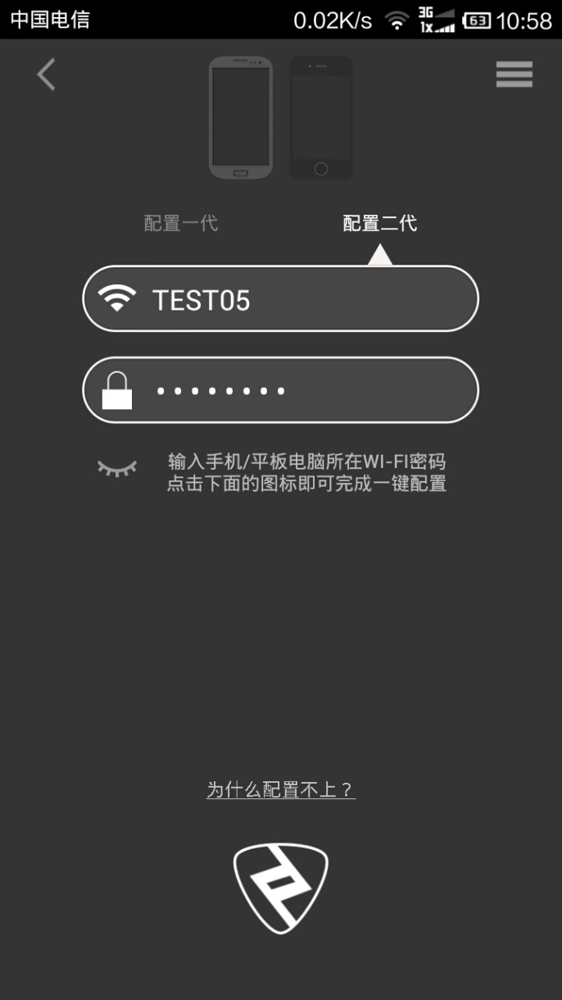 中国电信 0.02K/s 3G 1X 63 10:58
配置一代 配置二代
TEST05
••••••••
输入手机/平板电脑所在WI-FI密码
点击下面的图标即可完成一键配置
为什么配置不上？